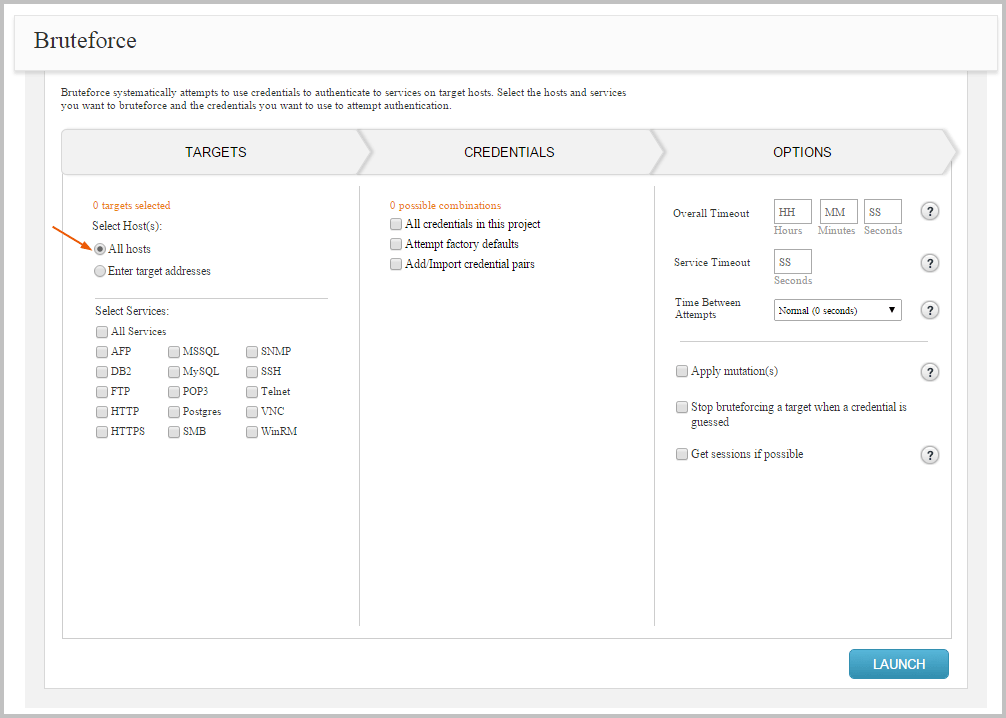 Bruteforce
Bruteforce systematically attempts to use credentials to authenticate to services on target hosts. Select the hosts and services
you want to bruteforce and the credentials you want to use to attempt authentication.
TARGETS
CREDENTIALS
OPTIONS
0 targets selected
Select Host(s):
All hosts
Enter target addresses
Select Services:
All Services
AFP MSSQL SNMP
DB2 MySQL SSH
FTP POP3 Telnet
HTTP Postgres VNC
HTTPS SMB WinRM
0 possible combinations
All credentials in this project
Attempt factory defaults
Add/Import credential pairs
Overall Timeout HH MM SS ?
Hours Minutes Seconds
Service Timeout SS ?
Seconds
Time Between
Attempts
Normal (0 seconds) ?
Apply mutation(s) ?
Stop bruteforcing a target when a credential is
guessed
Get sessions if possible ?
LAUNCH